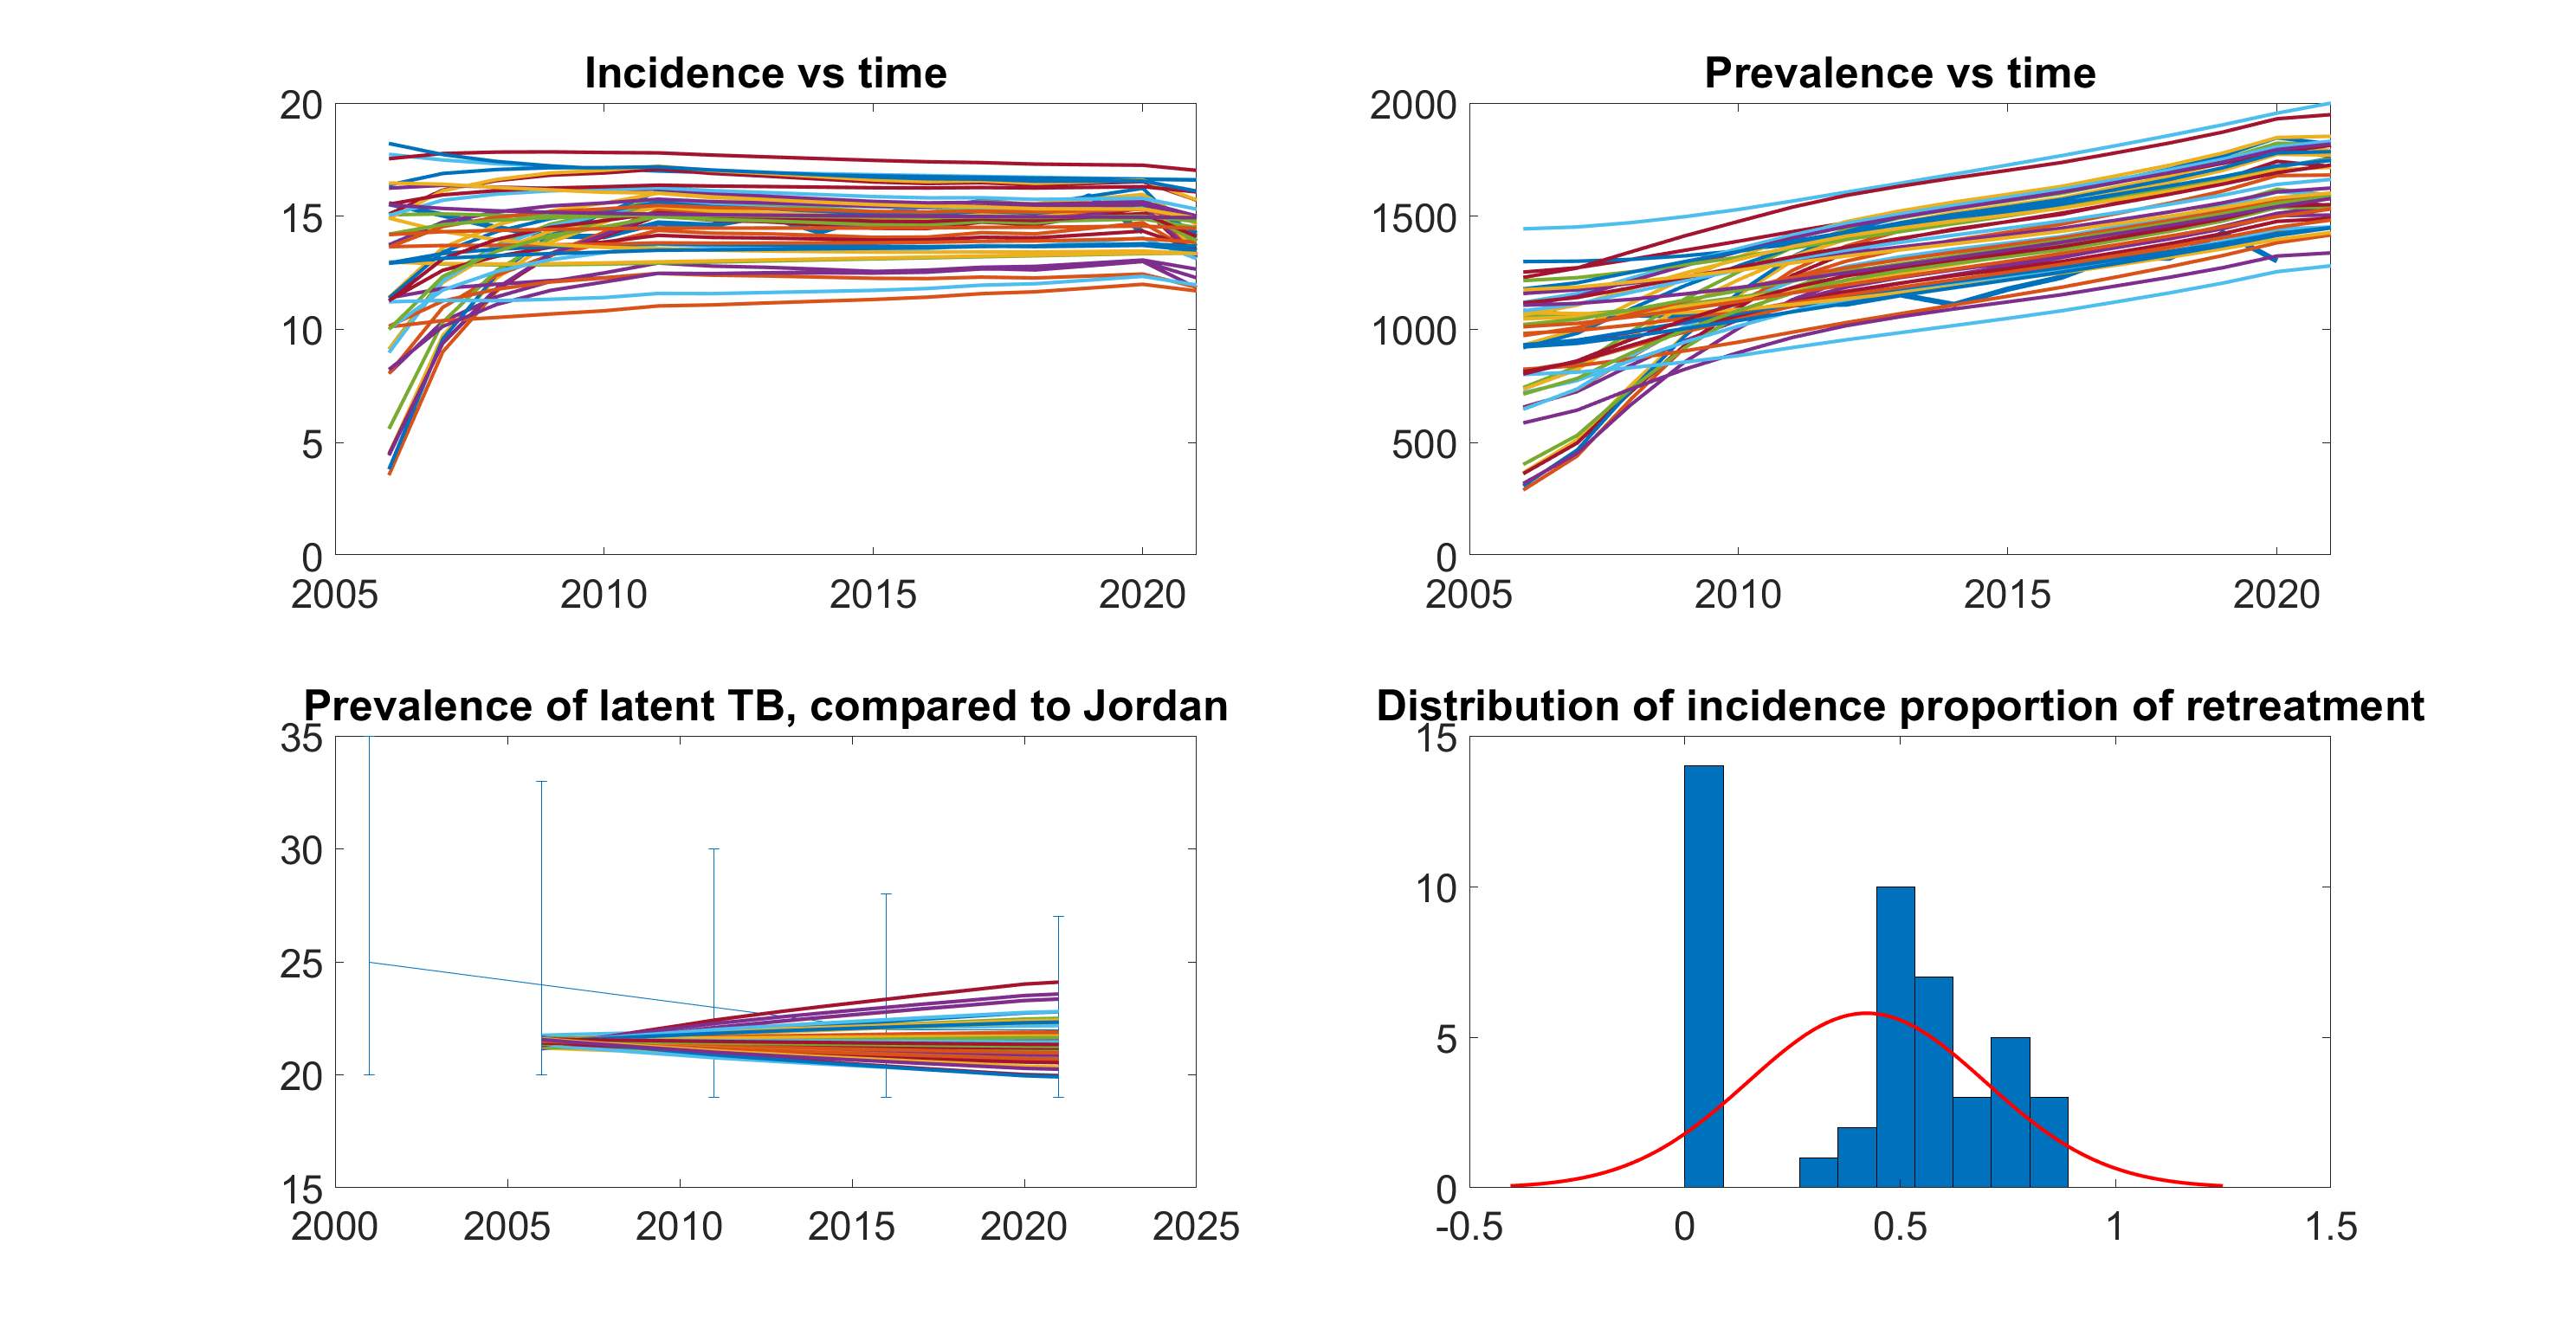 Incidence vs time
20
15
10
5
0
2005 2010 2015 2020
Prevalence vs time
2000
1500
1000
500
0
2005 2010 2015 2020
Prevalence of latent TB, compared to Jordan
35
30
25
20
15
2000 2005 2010 2015 2020 2025
Distribution of incidence proportion of retreatment
15
10
5
0
-0.5 0 0.5 1 1.5